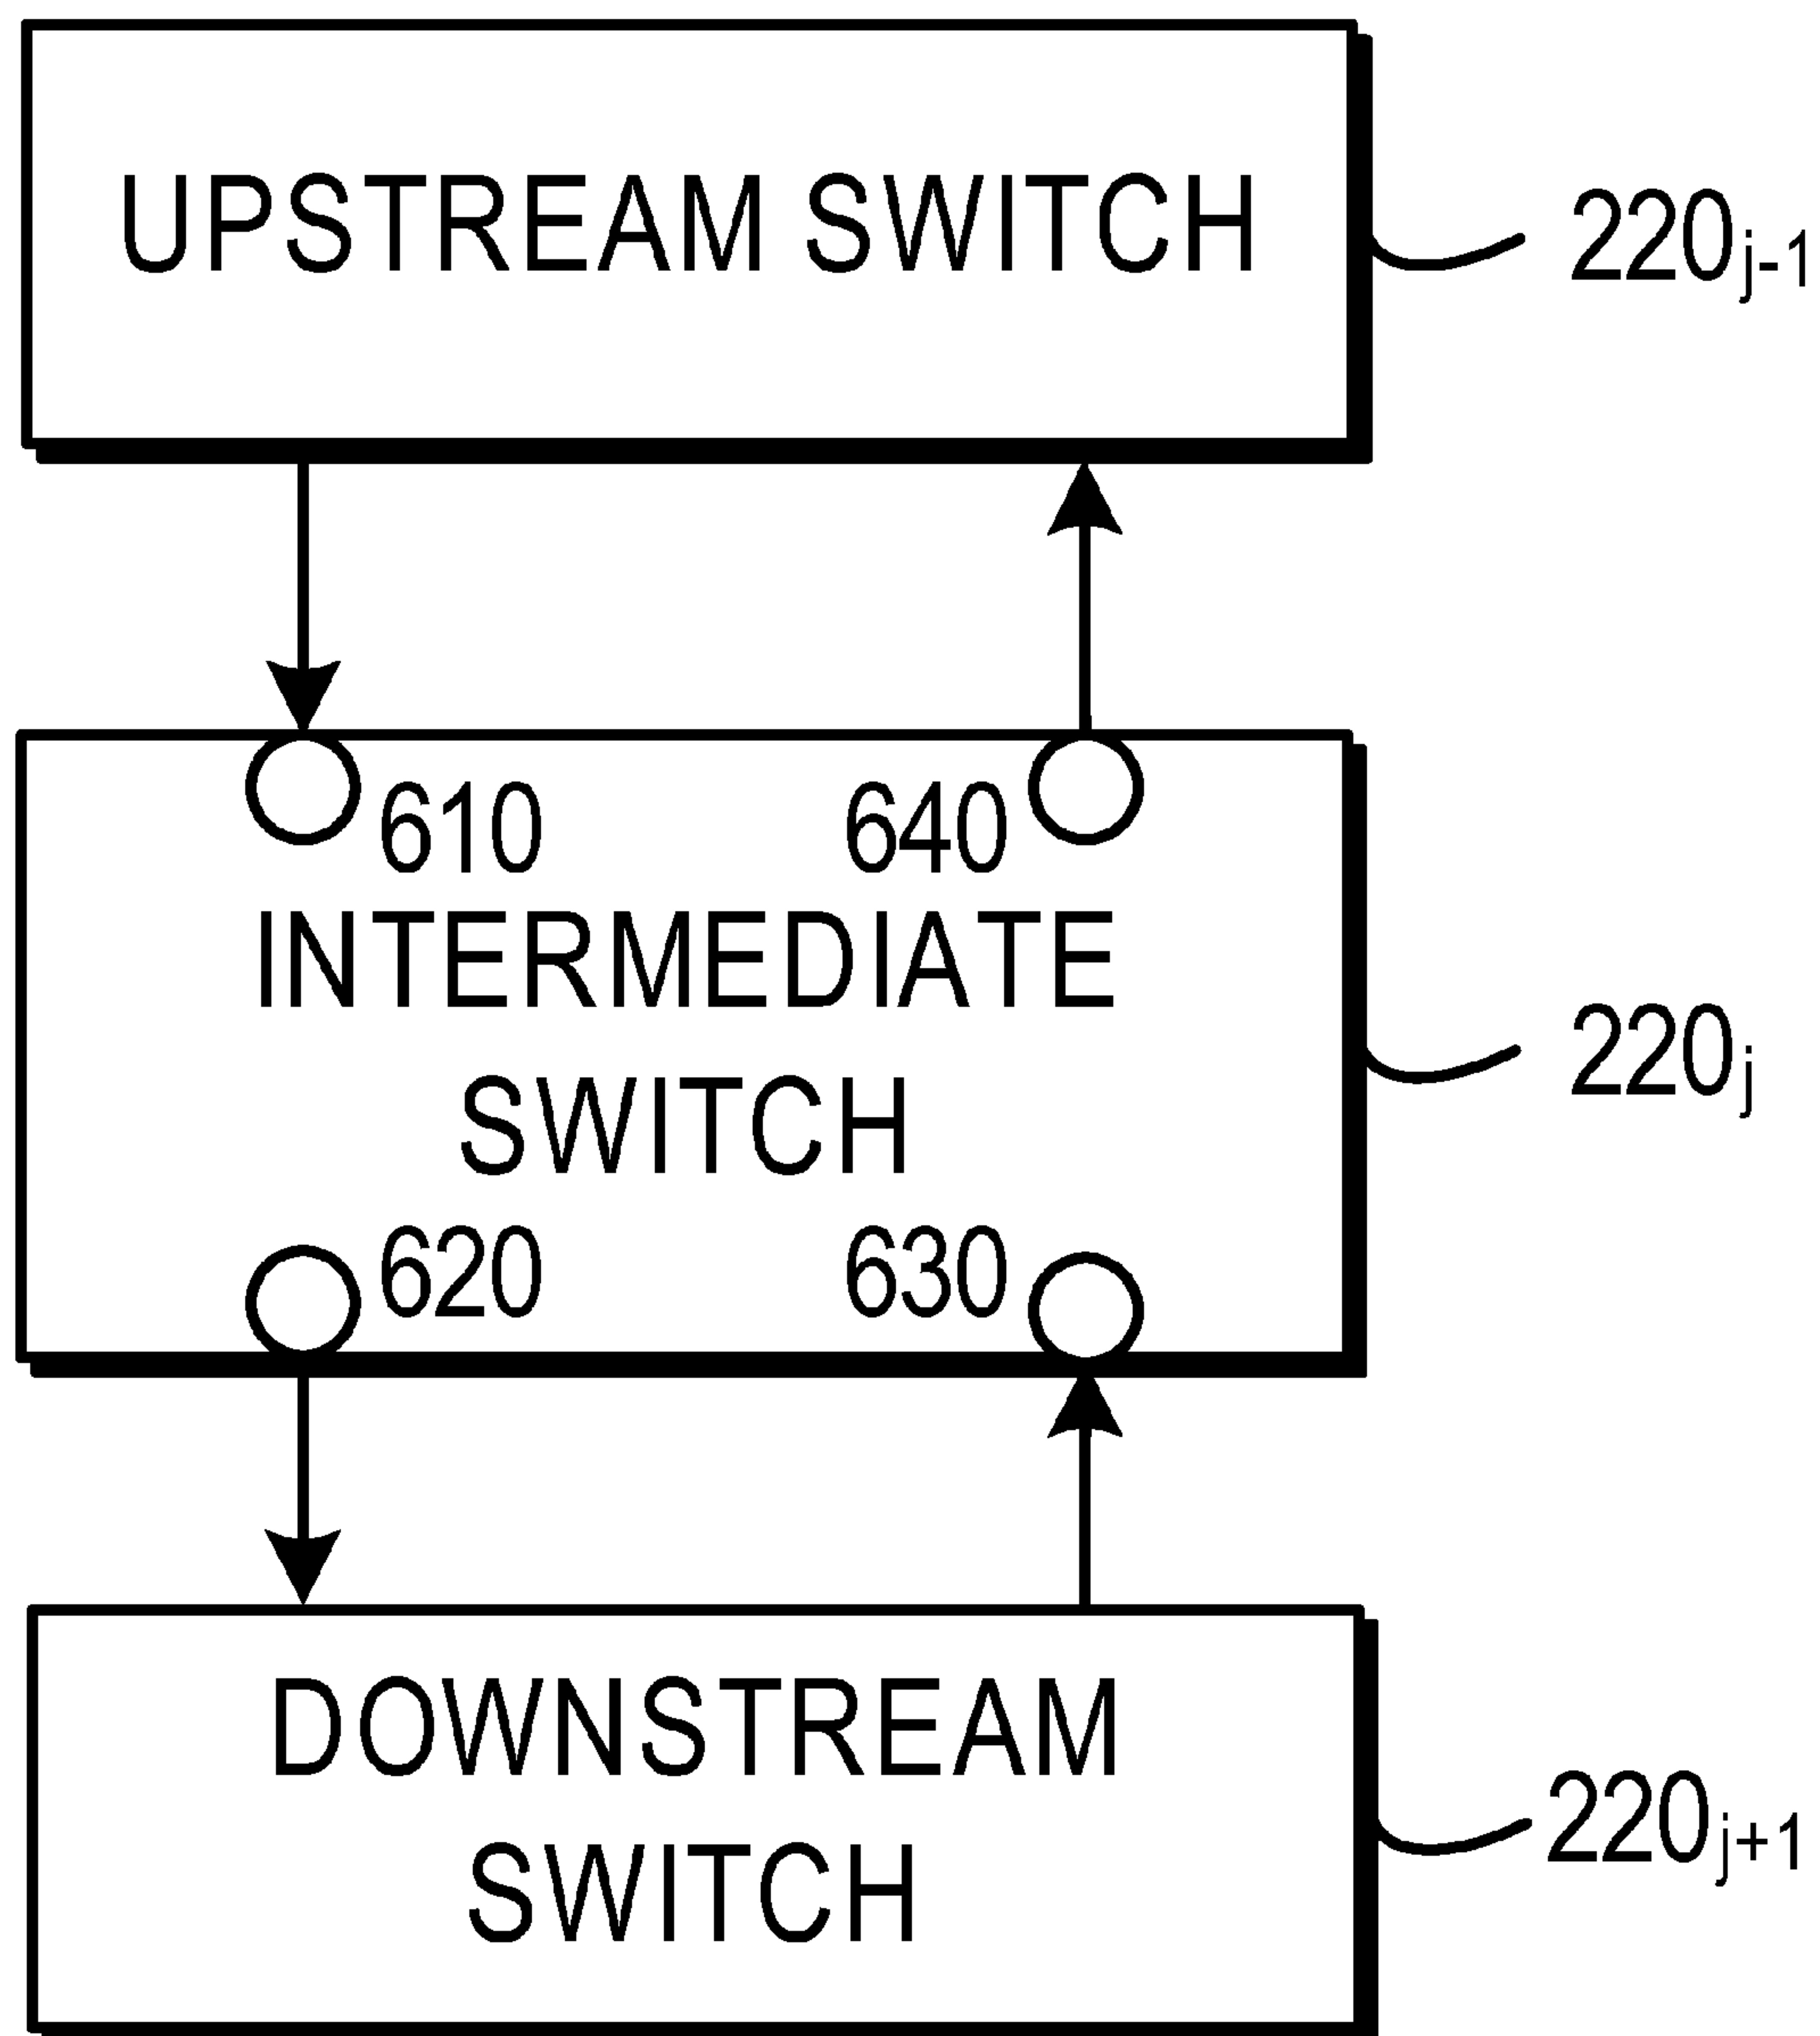 UPSTREAM SWITCH
220j-1
610 640
INTERMEDIATE
SWITCH
220j
620 630
DOWNSTREAM
SWITCH
220j+1